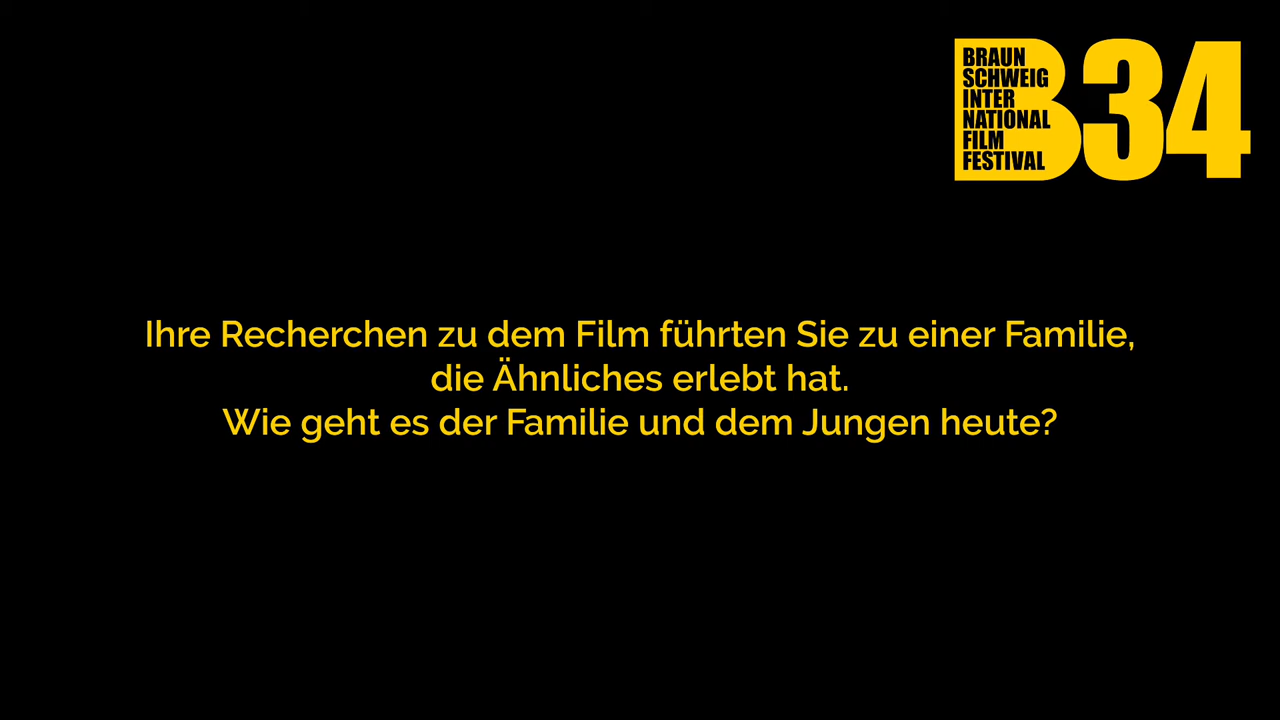 BRAUN
SCHWEIG
INTER
NATIONAL
FILM
FESTIVAL
B34
Ihre Recherchen zu dem Film führten Sie zu einer Familie,
die Ähnliches erlebt hat.
Wie geht es der Familie und dem Jungen heute?